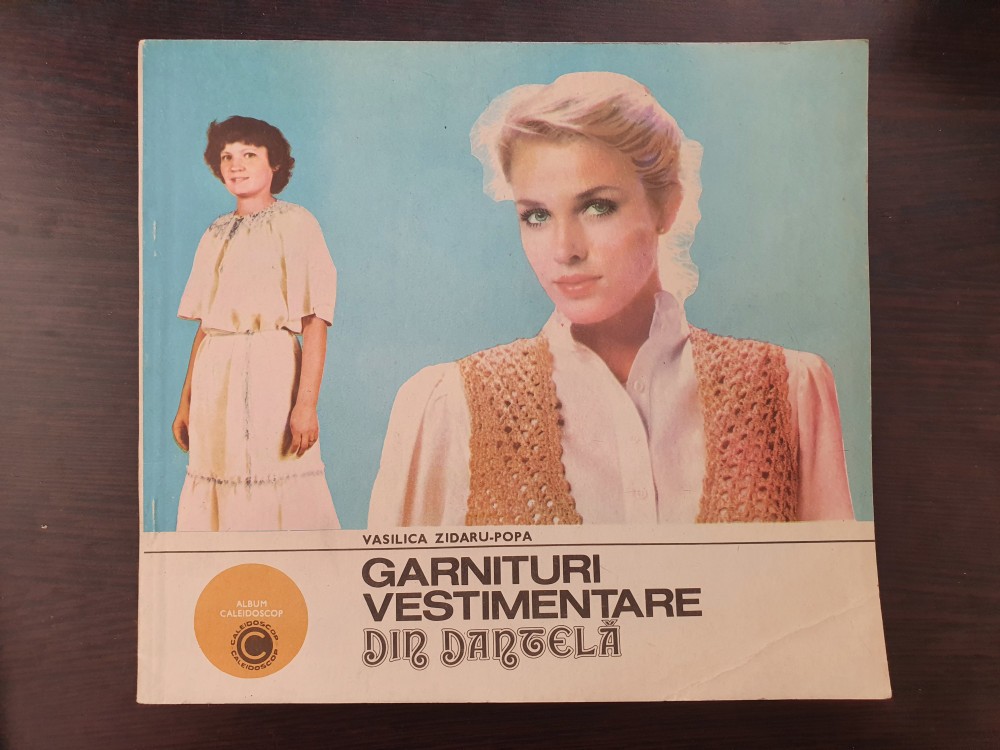 VASILICA ZIDARU-POPA
GARNITURI
VESTIMENTARE
DIN DANTELĂ
ALBUM
CALEIDOSCOP
CALEIDOSCOP
C
CALEIDOSCOP